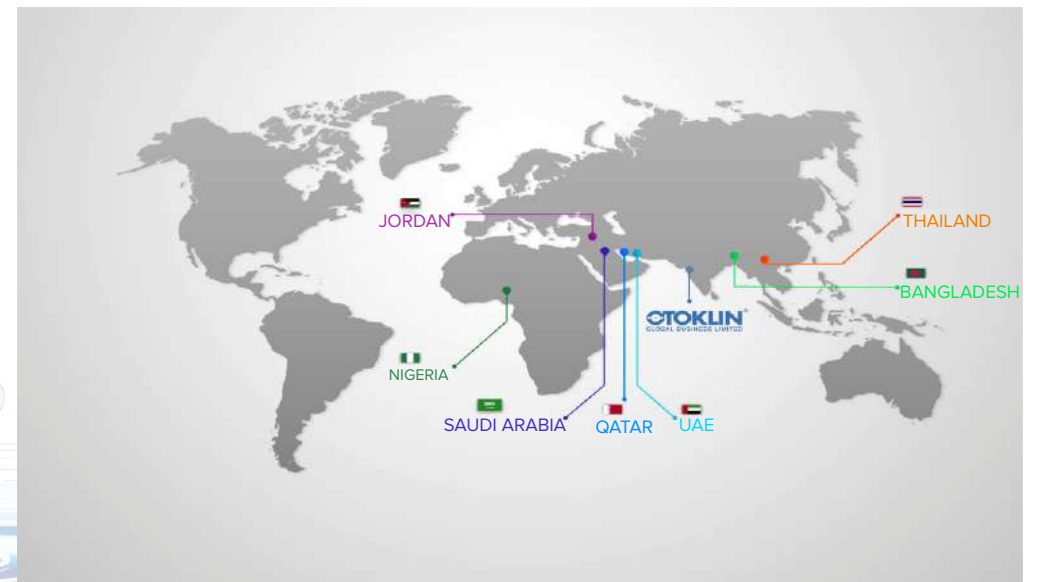 JORDAN
THAILAND
BANGLADESH
OTOKLIN
GLOBAL BUSINESS LIMITED
NIGERIA
SAUDI ARABIA
QATAR
UAE